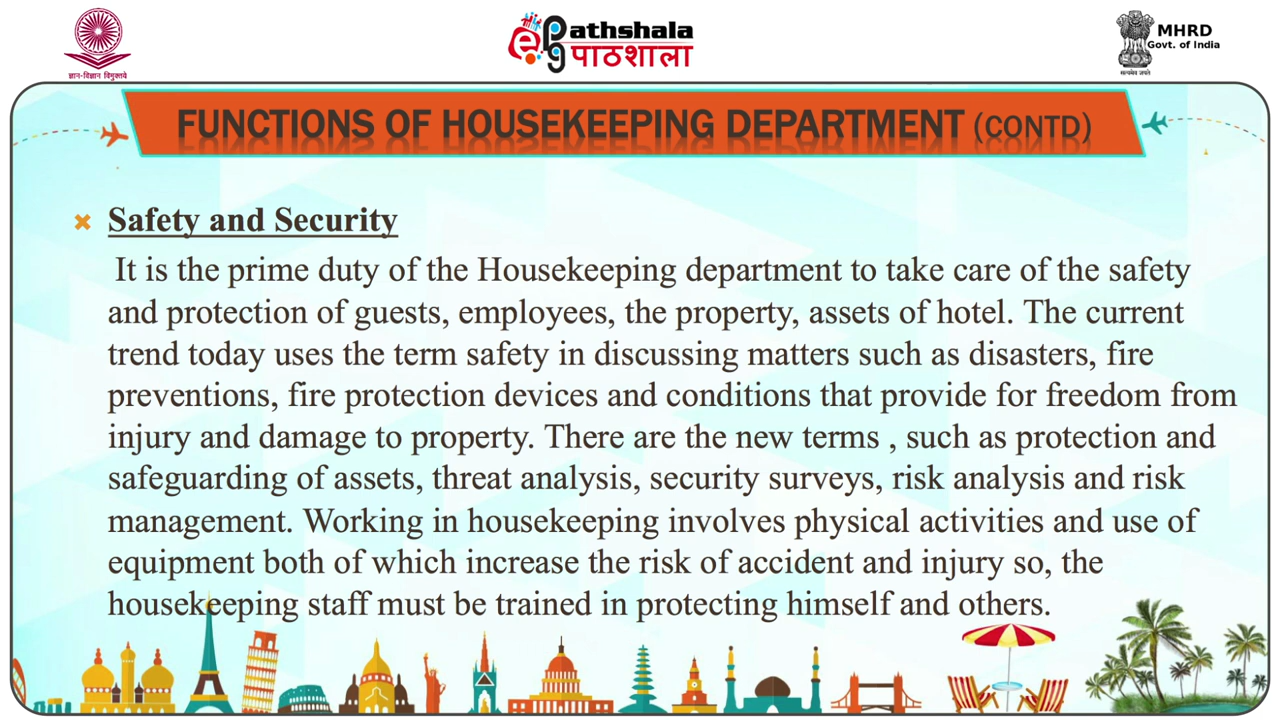 ज्ञान-विज्ञान विमुक्तये
ePG Pathshala
पाठशाला
MHRD
Govt. of India
सत्यमेव जयते
FUNCTIONS OF HOUSEKEEPING DEPARTMENT (CONTD)
Safety and Security
It is the prime duty of the Housekeeping department to take care of the safety
and protection of guests, employees, the property, assets of hotel. The current
trend today uses the term safety in discussing matters such as disasters, fire
preventions, fire protection devices and conditions that provide for freedom from
injury and damage to property. There are the new terms , such as protection and
safeguarding of assets, threat analysis, security surveys, risk analysis and risk
management. Working in housekeeping involves physical activities and use of
equipment both of which increase the risk of accident and injury so, the
housekeeping staff must be trained in protecting himself and others.